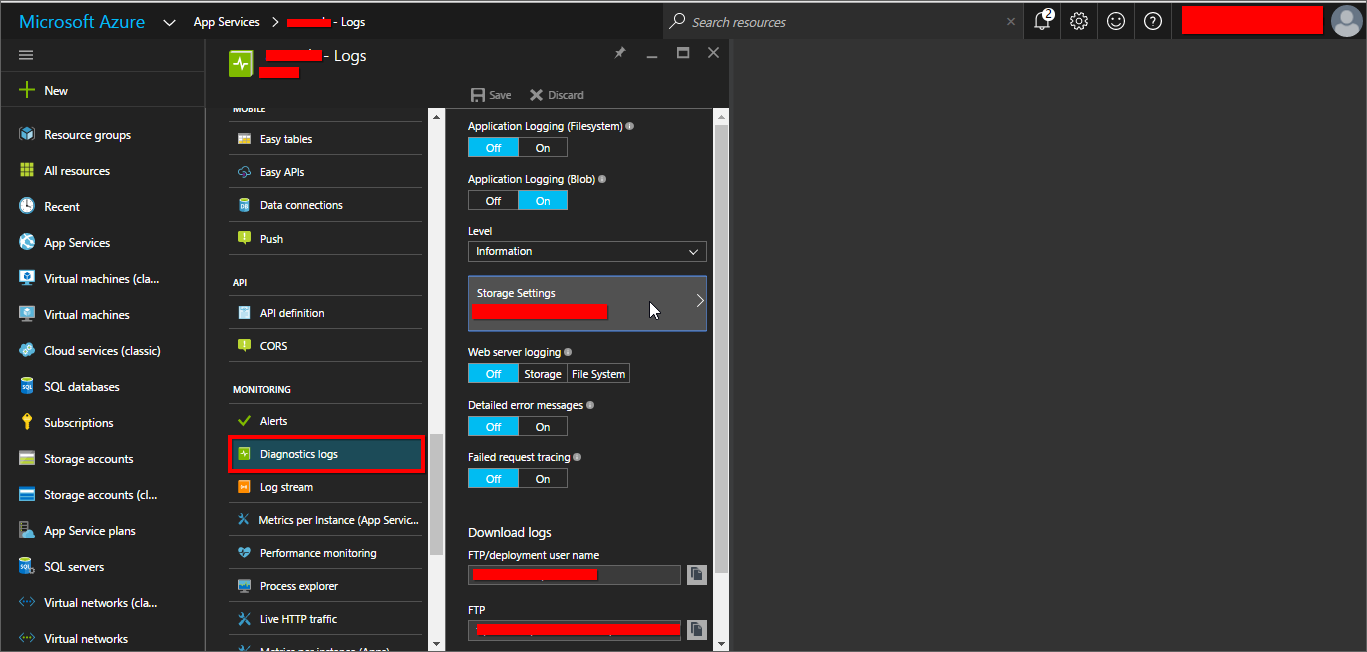 Microsoft Azure
App Services
- Logs
Search resources
2
New
Resource groups
All resources
Recent
App Services
Virtual machines (cla...
Virtual machines
Cloud services (classic)
SQL databases
Subscriptions
Storage accounts
Storage accounts (cl...
App Service plans
SQL servers
Virtual networks (cla...
Virtual networks
- Logs
MOBILE
Easy tables
Easy APIs
Data connections
Push
API
API definition
CORS
MONITORING
Alerts
Diagnostics logs
Log stream
Metrics per Instance (App Servic...
Performance monitoring
Process explorer
Live HTTP traffic
Metrics per instance (Apps)
Save Discard
Application Logging (Filesystem)
Off On
Application Logging (Blob)
Off On
Level
Information
Storage Settings
Web server logging
Off Storage File System
Detailed error messages
Off On
Failed request tracing
Off On
Download logs
FTP/deployment user name
FTP